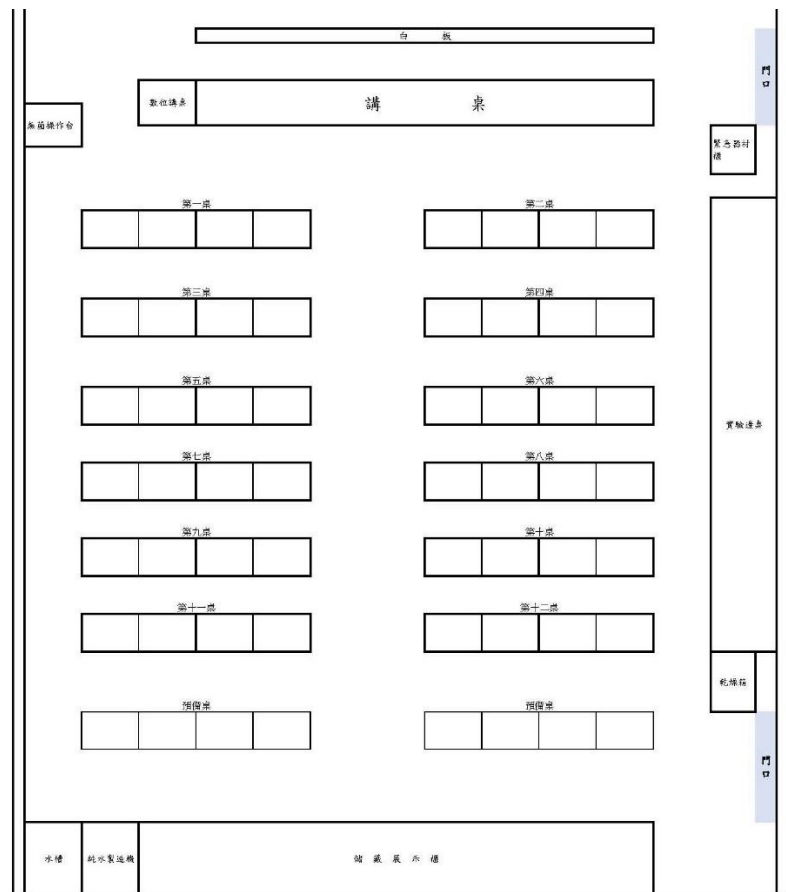 白 板
門口
數位講桌
講 桌
無菌操作台
緊急器材
櫃
第一桌
第二桌
第三桌
第四桌
第五桌
第六桌
實驗邊桌
第七桌
第八桌
第九桌
第十桌
第十一桌
第十二桌
乾燥箱
預備桌
預備桌
門口
水槽
純水製造機
儲 藏 展 示 櫃